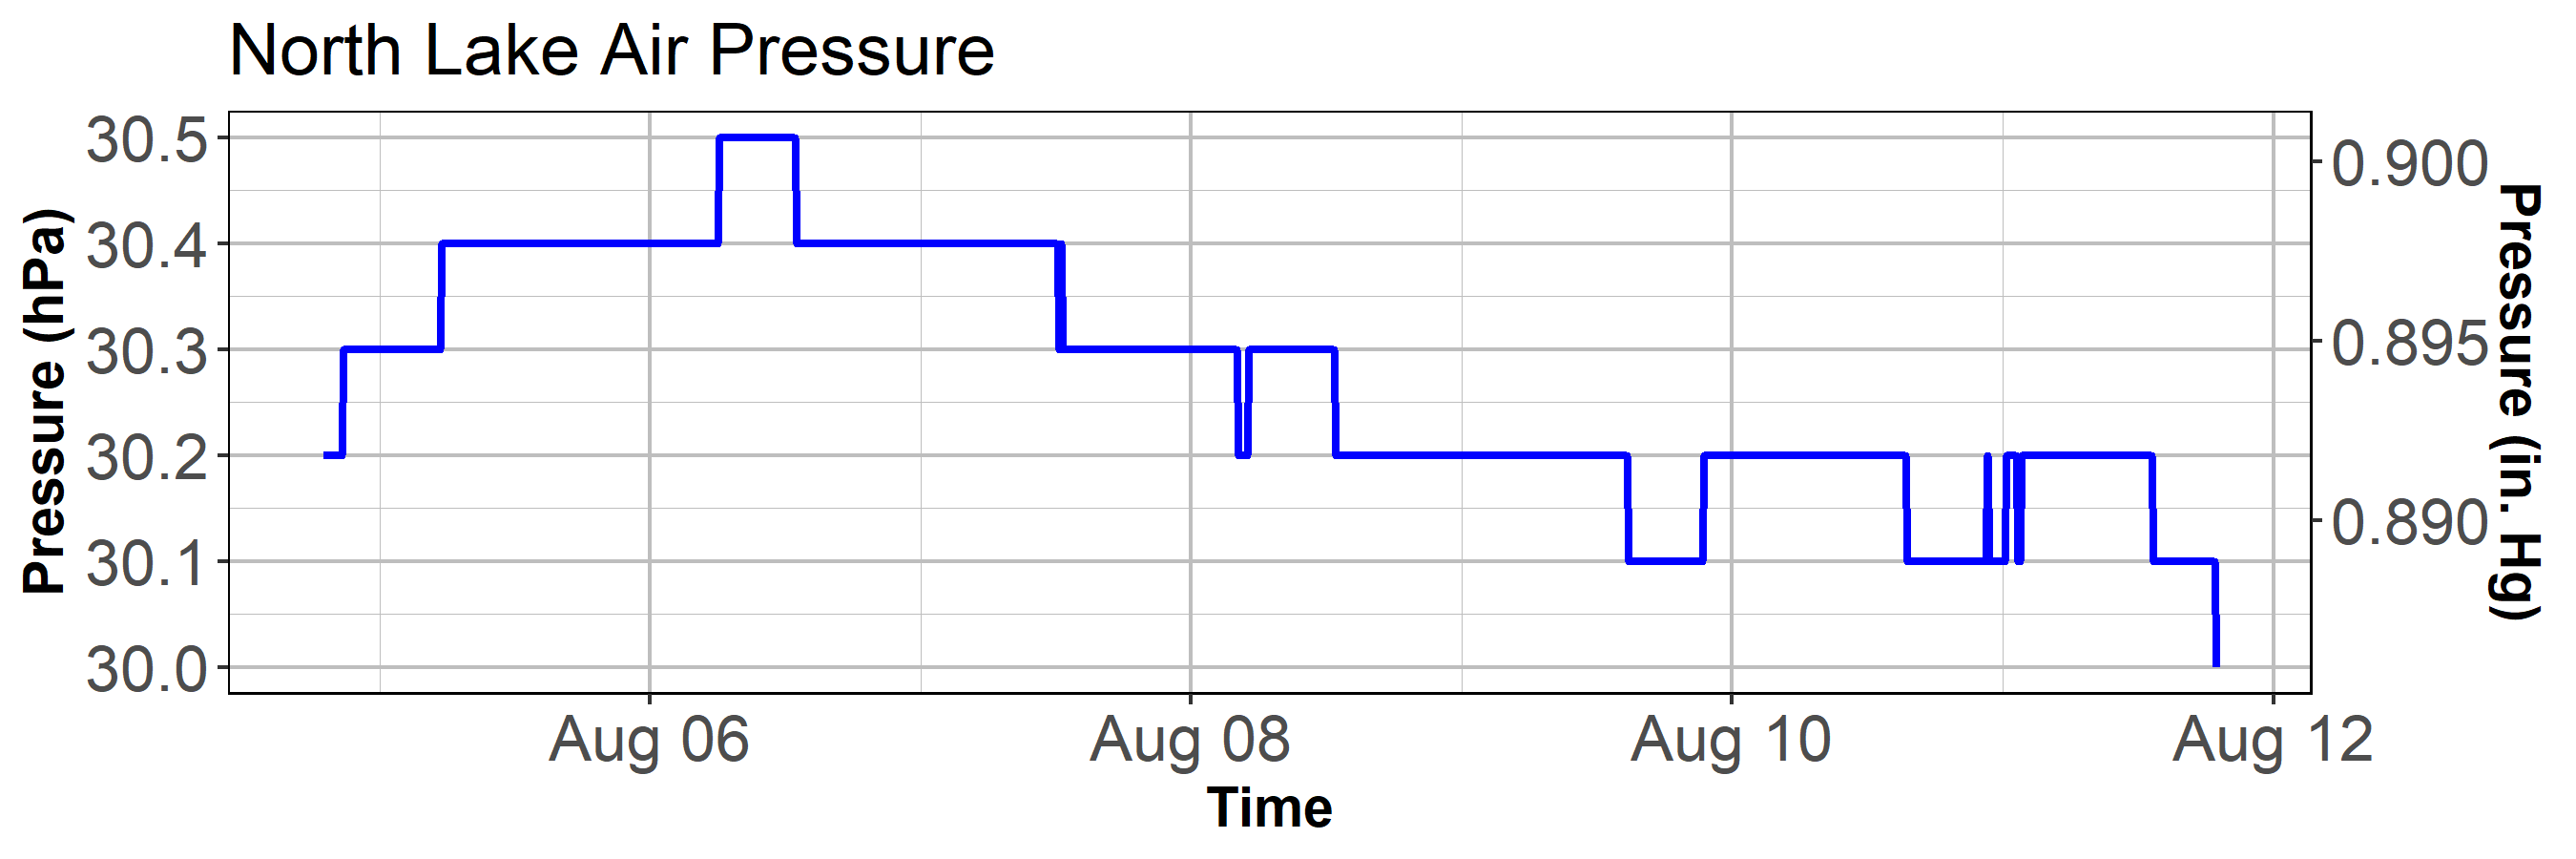 North Lake Air Pressure
Pressure (hPa)
30.5
30.4
30.3
30.2
30.1
30.0
0.900
0.895
0.890
Pressure (in. Hg)
Aug 06
Aug 08
Aug 10
Aug 12
Time